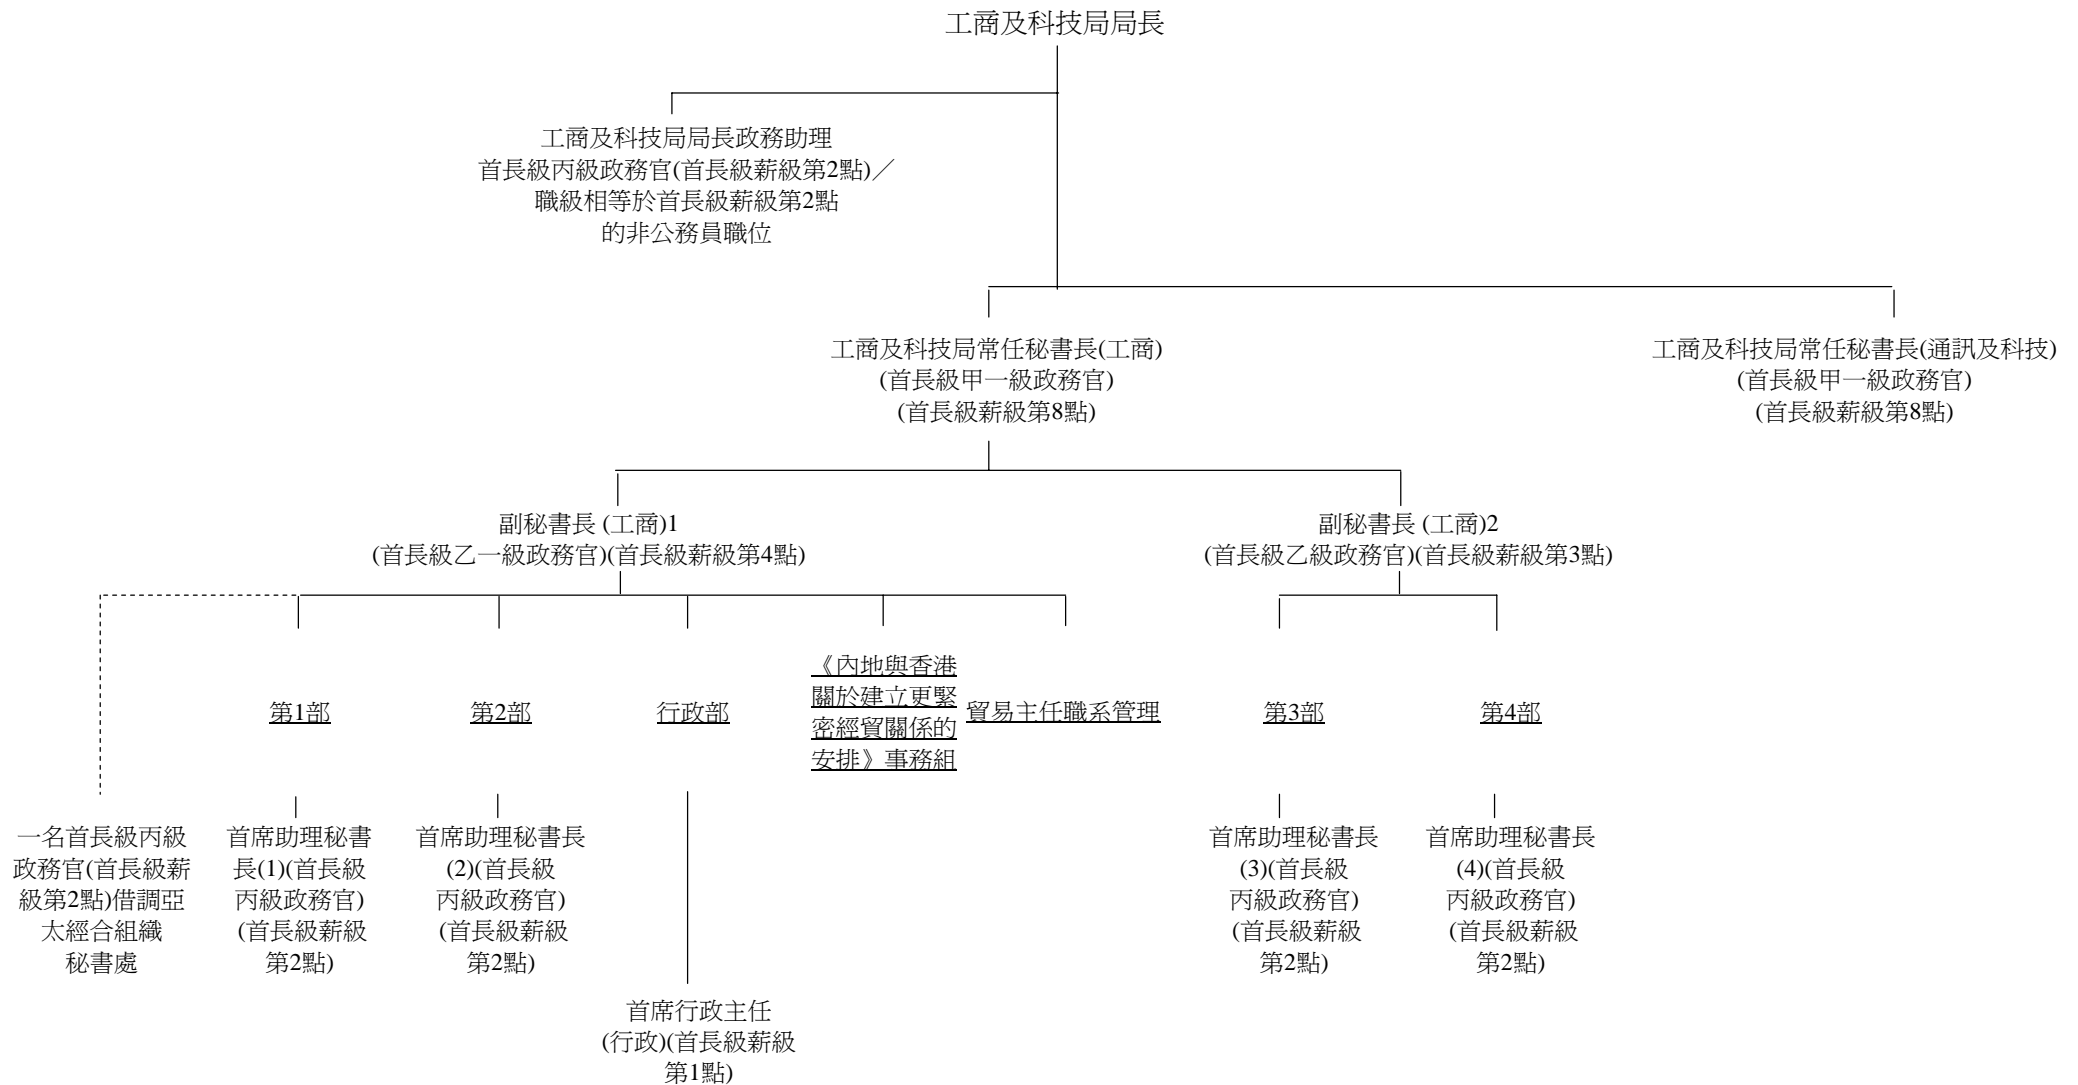 工商及科技局局長
工商及科技局局長政務助理
首長級丙級政務官(首長級薪級第2點)／
職級相等於首長級薪級第2點
的非公務員職位
工商及科技局常任秘書長(工商)
(首長級甲一級政務官)
(首長級薪級第8點)
工商及科技局常任秘書長(通訊及科技)
(首長級甲一級政務官)
(首長級薪級第8點)
副秘書長 (工商)1
(首長級乙一級政務官)(首長級薪級第4點)
副秘書長 (工商)2
(首長級乙級政務官)(首長級薪級第3點)
第1部
第2部
行政部
《內地與香港
關於建立更緊
密經貿關係的
安排》事務組
貿易主任職系管理
第3部
第4部
一名首長級丙級
政務官(首長級薪
級第2點)借調亞
太經合組織
秘書處
首席助理秘書
長(1)(首長級
丙級政務官)
(首長級薪級
第2點)
首席助理秘書長
(2)(首長級
丙級政務官)
(首長級薪級
第2點)
首席行政主任
(行政)(首長級薪級
第1點)
首席助理秘書長
(3)(首長級
丙級政務官)
(首長級薪級
第2點)
首席助理秘書長
(4)(首長級
丙級政務官)
(首長級薪級
第2點)